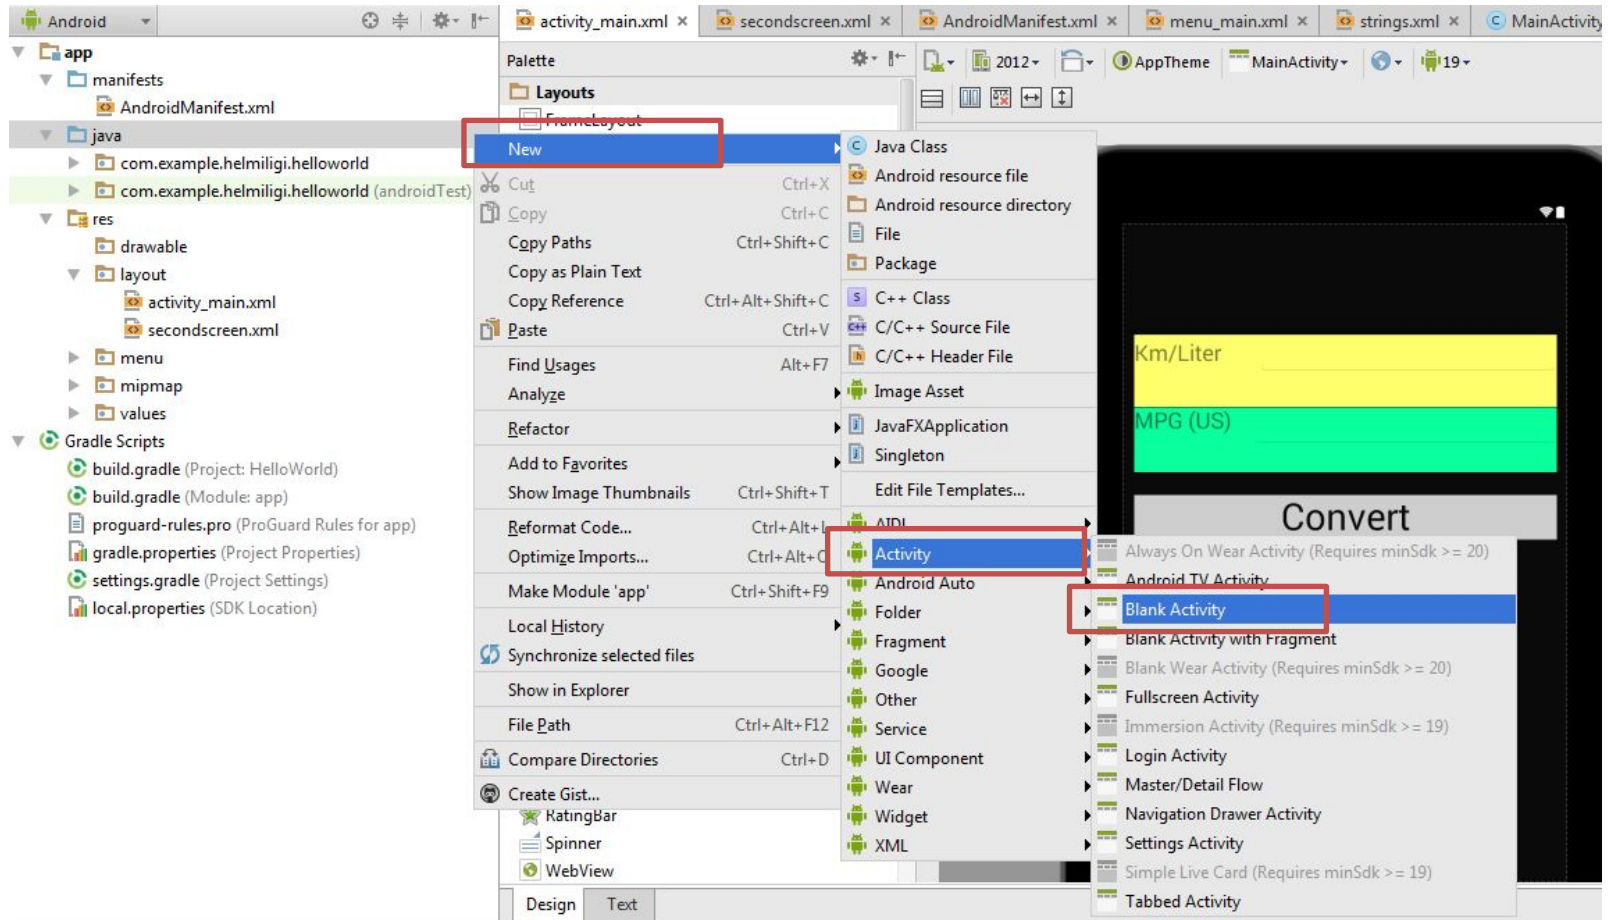 Android
activity_main.xml ×
secondscreen.xml ×
AndroidManifest.xml ×
menu_main.xml ×
strings.xml ×
MainActivity
app
manifests
AndroidManifest.xml
java
com.example.helmiligi.helloworld
com.example.helmiligi.helloworld (androidTest)
res
drawable
layout
activity_main.xml
secondscreen.xml
menu
mipmap
values
Gradle Scripts
build.gradle (Project: HelloWorld)
build.gradle (Module: app)
proguard-rules.pro (ProGuard Rules for app)
gradle.properties (Project Properties)
settings.gradle (Project Settings)
local.properties (SDK Location)
Palette
Layouts
FrameLayout
2012
AppTheme
MainActivity
19
New
Cut Ctrl+X
Copy Ctrl+C
Copy Paths Ctrl+Shift+C
Copy as Plain Text
Copy Reference Ctrl+Alt+Shift+C
Paste Ctrl+V
Find Usages Alt+F7
Analyze
Refactor
Add to Favorites
Show Image Thumbnails Ctrl+Shift+T
Reformat Code... Ctrl+Alt+L
Optimize Imports... Ctrl+Alt+O
Make Module 'app' Ctrl+Shift+F9
Local History
Synchronize selected files
Show in Explorer
File Path Ctrl+Alt+F12
Compare Directories Ctrl+D
Create Gist...
RatingBar
Spinner
WebView
Design Text
Java Class
Android resource file
Android resource directory
File
Package
C++ Class
C/C++ Source File
C/C++ Header File
Image Asset
JavaFXApplication
Singleton
Edit File Templates...
AIDL
Activity
Android Auto
Folder
Fragment
Google
Other
Service
UI Component
Wear
Widget
XML
Km/Liter
MPG (US)
Convert
Always On Wear Activity (Requires minSdk >= 20)
Android TV Activity
Blank Activity
Blank Activity with Fragment
Blank Wear Activity (Requires minSdk >= 20)
Fullscreen Activity
Immersion Activity (Requires minSdk >= 19)
Login Activity
Master/Detail Flow
Navigation Drawer Activity
Settings Activity
Simple Live Card (Requires minSdk >= 19)
Tabbed Activity